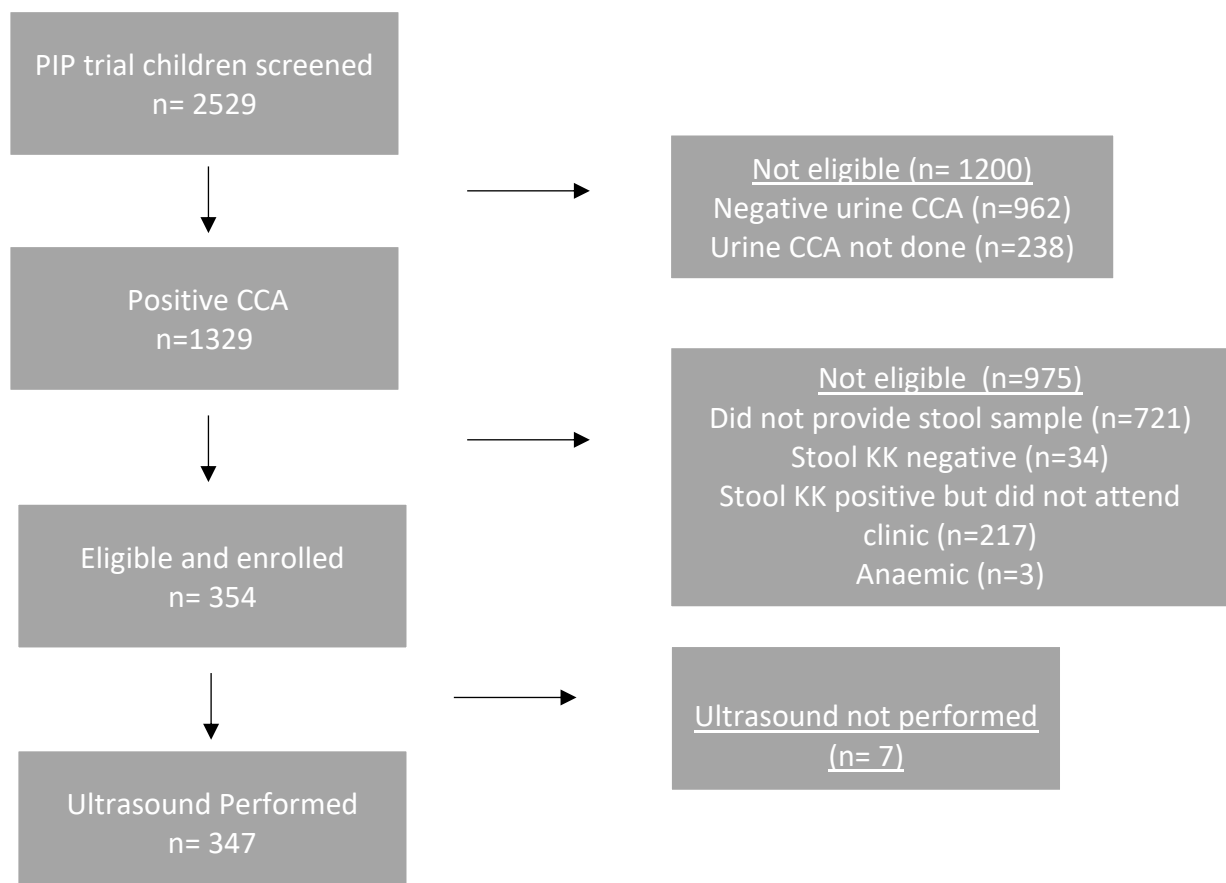 PIP trial children screened
n= 2529
Not eligible (n= 1200)
Negative urine CCA (n=962)
Urine CCA not done (n=238)
Positive CCA
n=1329
Not eligible  (n=975)
Did not provide stool sample (n=721)
Stool KK negative (n=34)
Stool KK positive but did not attend
clinic (n=217)
Anaemic (n=3)
Eligible and enrolled
n= 354
Ultrasound not performed
(n= 7)
Ultrasound Performed
n= 347